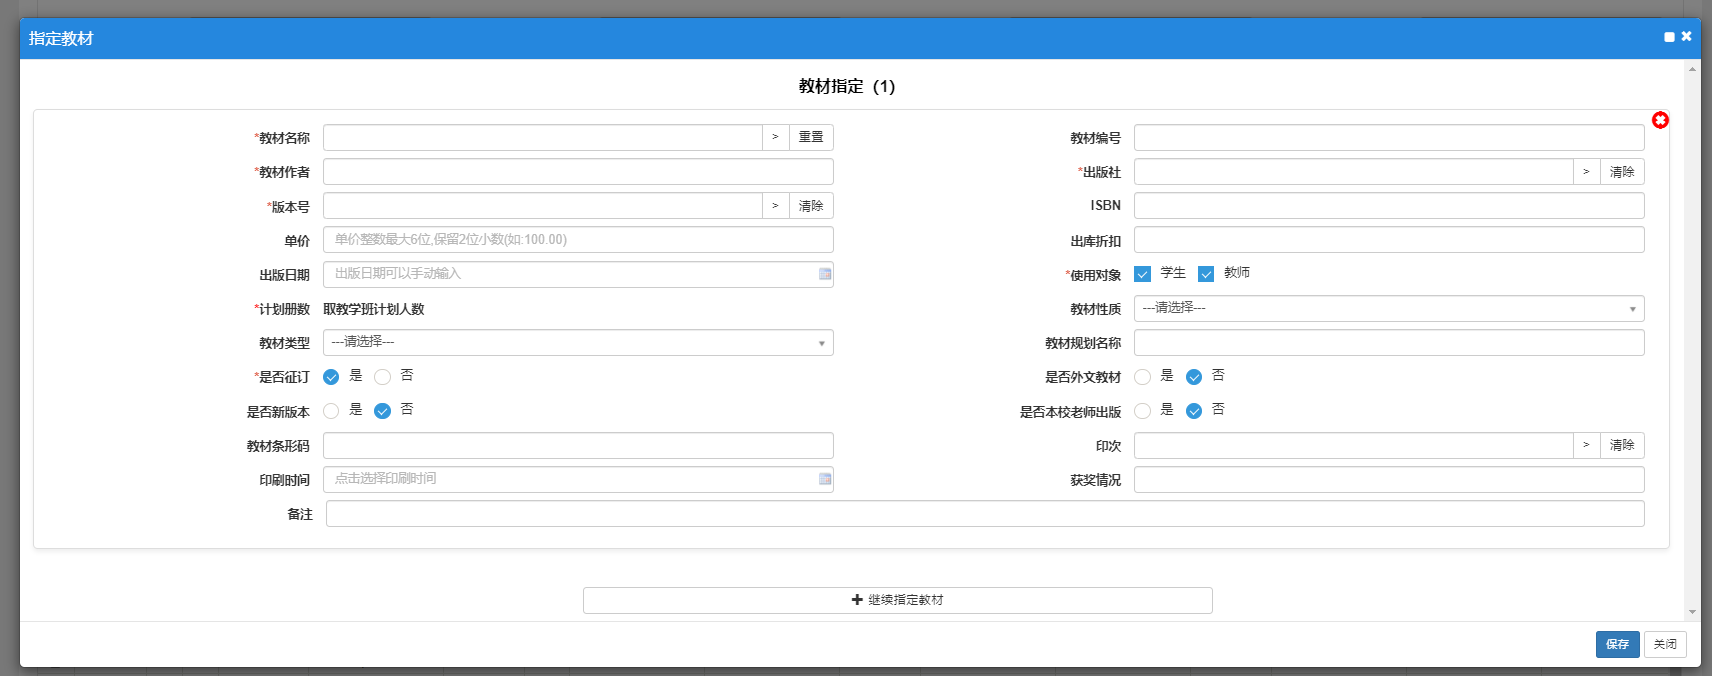 指定教材
教材指定（1）
*教材名称 > 重置 教材编号
*教材作者 *出版社 > 清除
*版本号 > 清除 ISBN
单价 单价整数最大6位,保留2位小数(如:100.00) 出库折扣
出版日期 出版日期可以手动输入 *使用对象 学生 教师
*计划册数 取教学班计划人数 教材性质 ---请选择---
教材类型 ---请选择--- 教材规划名称
*是否征订 是 否 是否外文教材 是 否
是否新版本 是 否 是否本校老师出版 是 否
教材条形码 印次 > 清除
印刷时间 点击选择印刷时间 获奖情况
备注
继续指定教材
保存 关闭